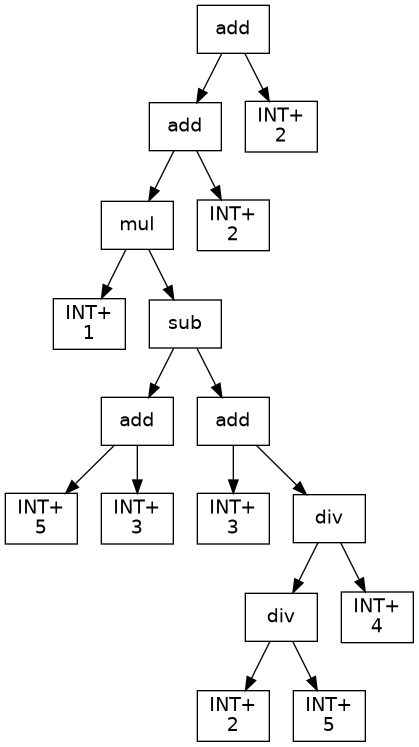 add
add
INT+
2
mul
INT+
2
INT+
1
sub
add
add
INT+
5
INT+
3
INT+
3
div
div
INT+
4
INT+
2
INT+
5